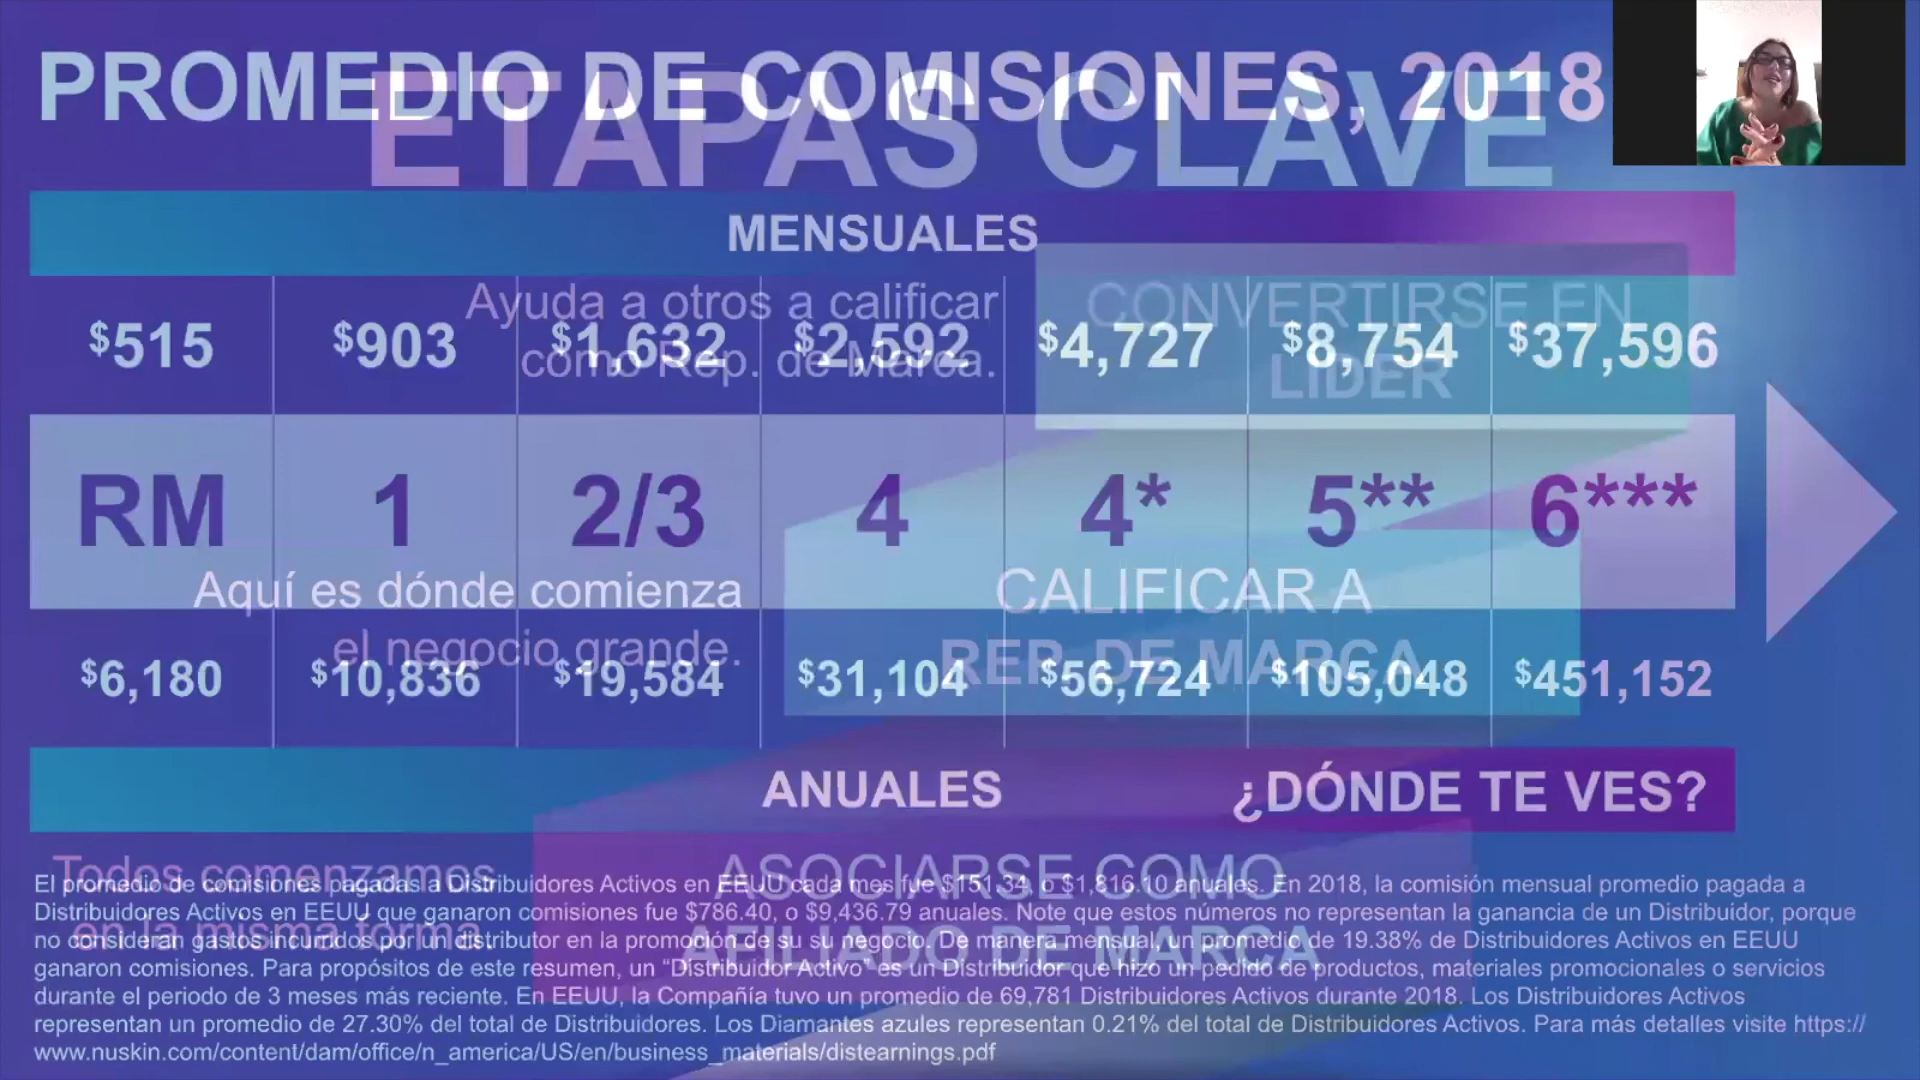 PROMEDIO DE COMISIONES, 2018
ETAPAS CLAVE
MENSUALES
$515 $903 $1,632 $2,592 $4,727 $8,754 $37,596
Ayuda a otros a calificar
como Rep. de Marca.
CONVERTIRSE EN
LÍDER
RM 1 2/3 4 4* 5** 6***
Aquí es dónde comienza
el negocio grande.
CALIFICAR A
REP. DE MARCA
$6,180 $10,836 $19,584 $31,104 $56,724 $105,048 $451,152
ANUALES
¿DÓNDE TE VES?
Todos comenzamos
en la misma forma.
ASOCIARSE COMO
AFILIADO DE MARCA
El promedio de comisiones pagadas a Distribuidores Activos en EEUU cada mes fue $151.34, o $1,816.10 anuales. En 2018, la comisión mensual promedio pagada a
Distribuidores Activos en EEUU que ganaron comisiones fue $786.40, o $9,436.79 anuales. Note que estos números no representan la ganancia de un Distribuidor, porque
no consideran gastos incurridos por un distributor en la promoción de su su negocio. De manera mensual, un promedio de 19.38% de Distribuidores Activos en EEUU
ganaron comisiones. Para propósitos de este resumen, un “Distribuidor Activo” es un Distribuidor que hizo un pedido de productos, materiales promocionales o servicios
durante el periodo de 3 meses más reciente. En EEUU, la Compañía tuvo un promedio de 69,781 Distribuidores Activos durante 2018. Los Distribuidores Activos
representan un promedio de 27.30% del total de Distribuidores. Los Diamantes azules representan 0.21% del total de Distribuidores Activos. Para más detalles visite https://
www.nuskin.com/content/dam/office/n_america/US/en/business_materials/distearnings.pdf